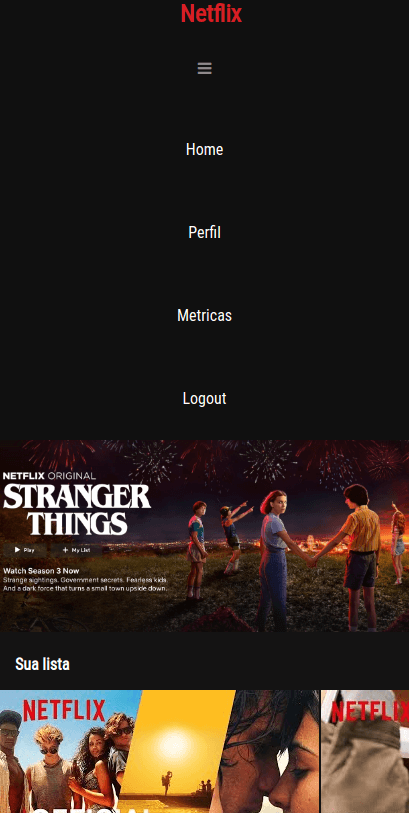 Netflix
Home
Perfil
Metricas
Logout
NETFLIX ORIGINAL
STRANGER
THINGS
Play
My List
Watch Season 3 Now
Strange sightings. Government secrets. Fearless kids.
And a dark force that turns a small town upside down.
Sua lista
NETFLIX
NETFLIX